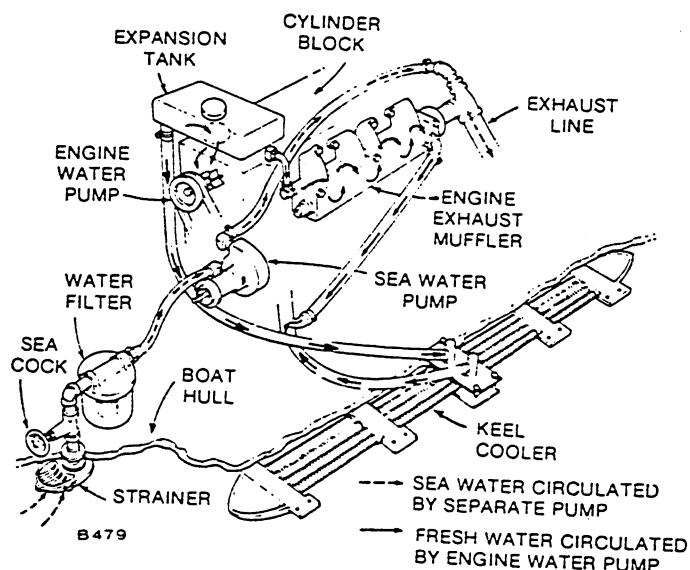 CYLINDER
BLOCK
EXPANSION
TANK
EXHAUST
LINE
ENGINE
WATER
PUMP
ENGINE
EXHAUST
MUFFLER
SEA WATER
PUMP
WATER
FILTER
SEA
COCK
BOAT
HULL
KEEL
COOLER
STRAINER
B479
SEA WATER CIRCULATED
BY SEPARATE PUMP
FRESH WATER CIRCULATED
BY ENGINE WATER PUMP